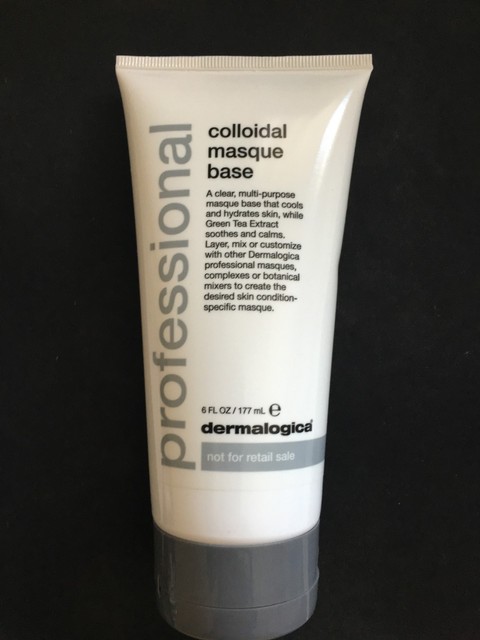 professional
colloidal
masque
base
A clear, multi-purpose
masque base that cools
and hydrates skin, while
Green Tea Extract
soothes and calms.
Layer, mix or customize
with other Dermalogica
professional masques,
complexes or botanical
mixers to create the
desired skin condition-
specific masque.
6 FL OZ / 177 mL ℮
dermalogica®
not for retail sale